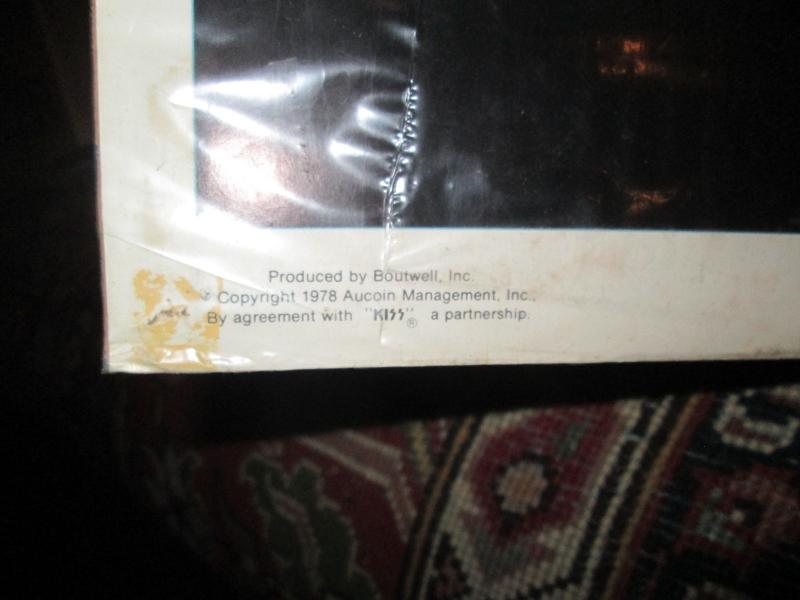 Produced by Boutwell, Inc.
Copyright 1978 Aucoin Management, Inc.,
By agreement with "KISS"® a partnership.